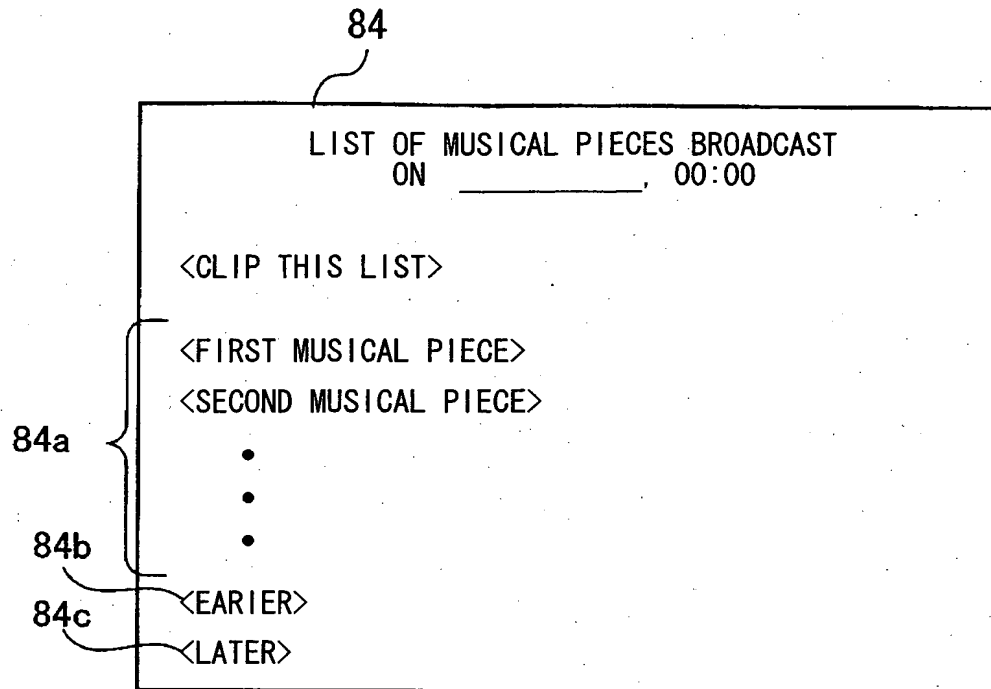 84
LIST OF MUSICAL PIECES BROADCAST
ON __________, 00:00
<CLIP THIS LIST>
<FIRST MUSICAL PIECE>
<SECOND MUSICAL PIECE>
84a
84b
<EARIER>
84c
<LATER>